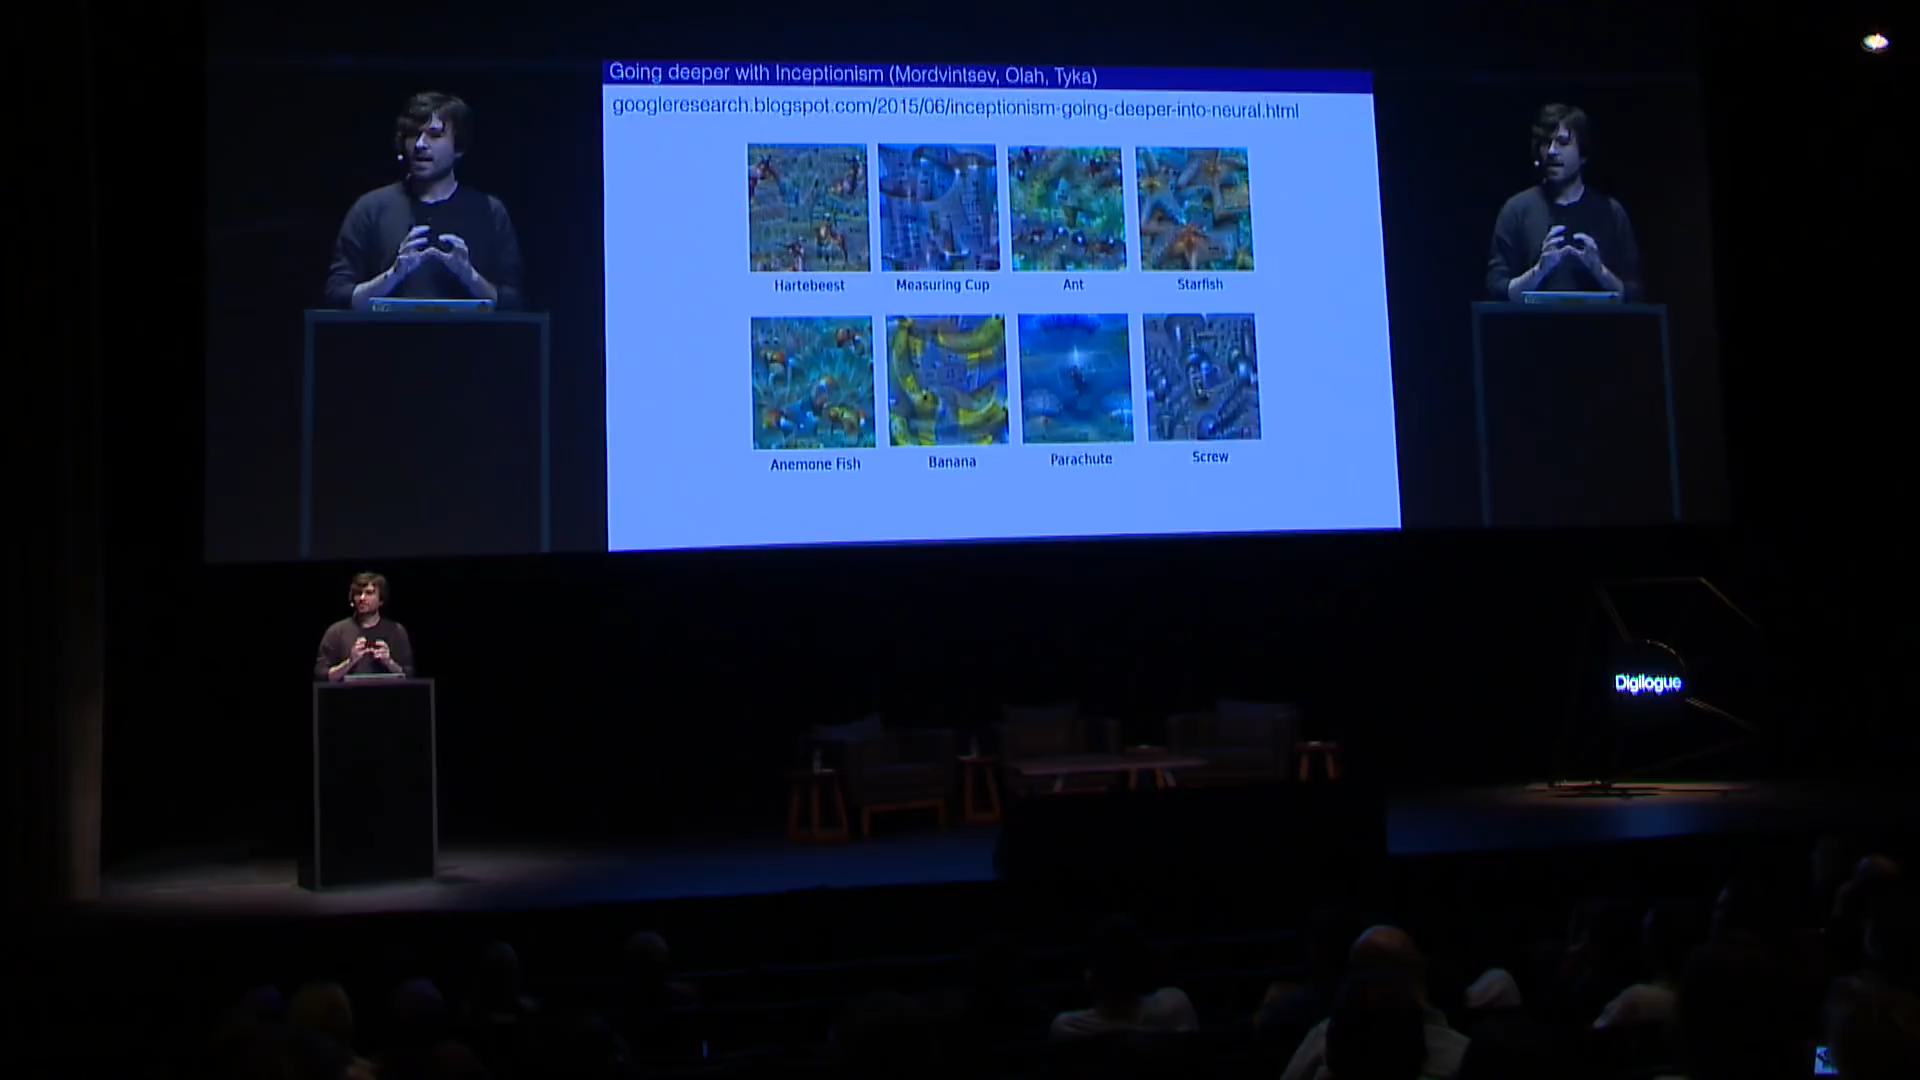 Going deeper with Inceptionism (Mordvintsev, Olah, Tyka)
googleresearch.blogspot.com/2015/06/inceptionism-going-deeper-into-neural.html
Hartebeest Measuring Cup Ant Starfish
Anemone Fish Banana Parachute Screw
Digilogue